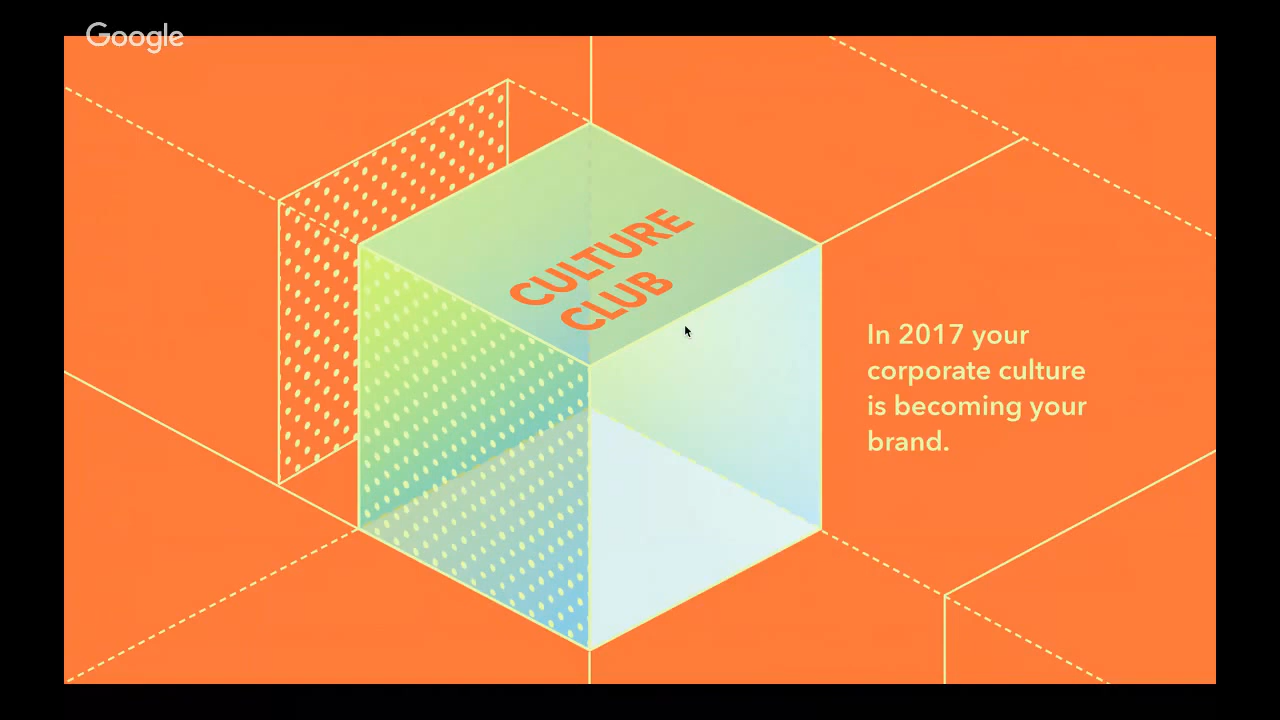 Google
CULTURE
CLUB
In 2017 your
corporate culture
is becoming your
brand.